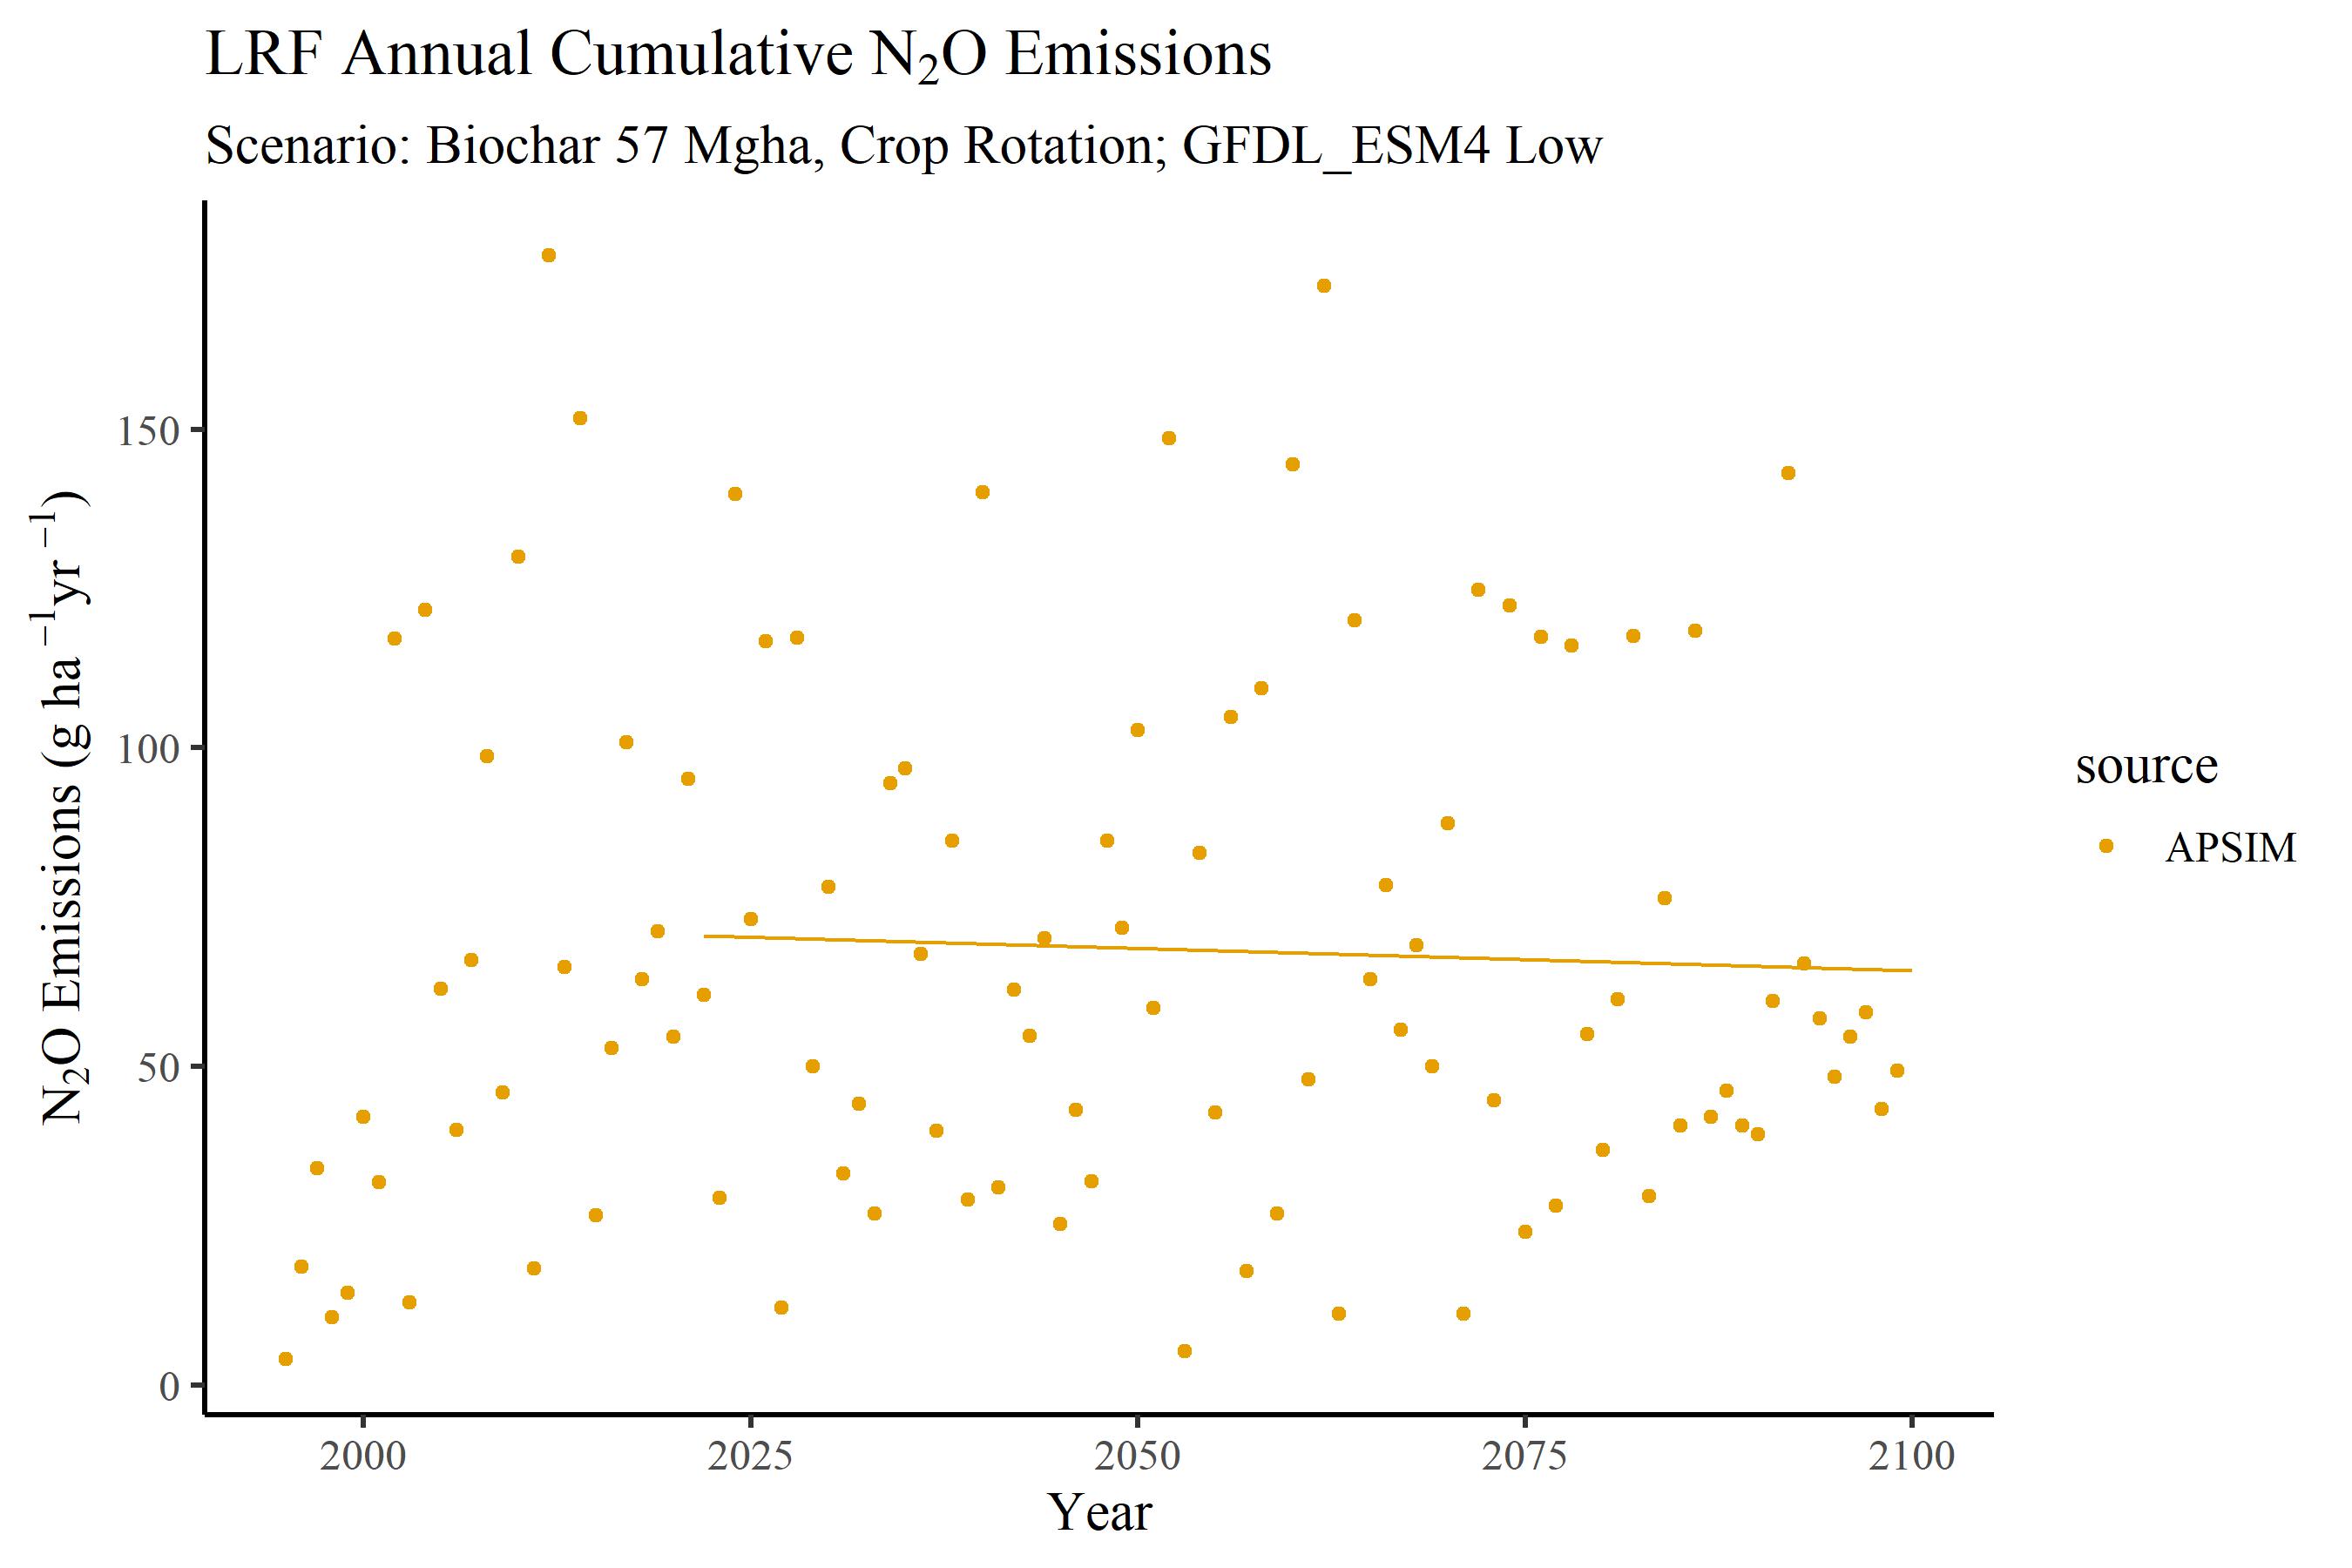 LRF Annual Cumulative N₂O Emissions
Scenario: Biochar 57 Mgha, Crop Rotation; GFDL_ESM4 Low
N₂O Emissions (g ha ⁻¹yr ⁻¹)
150
100
50
0
2000 2025 2050 2075 2100
Year
source
APSIM